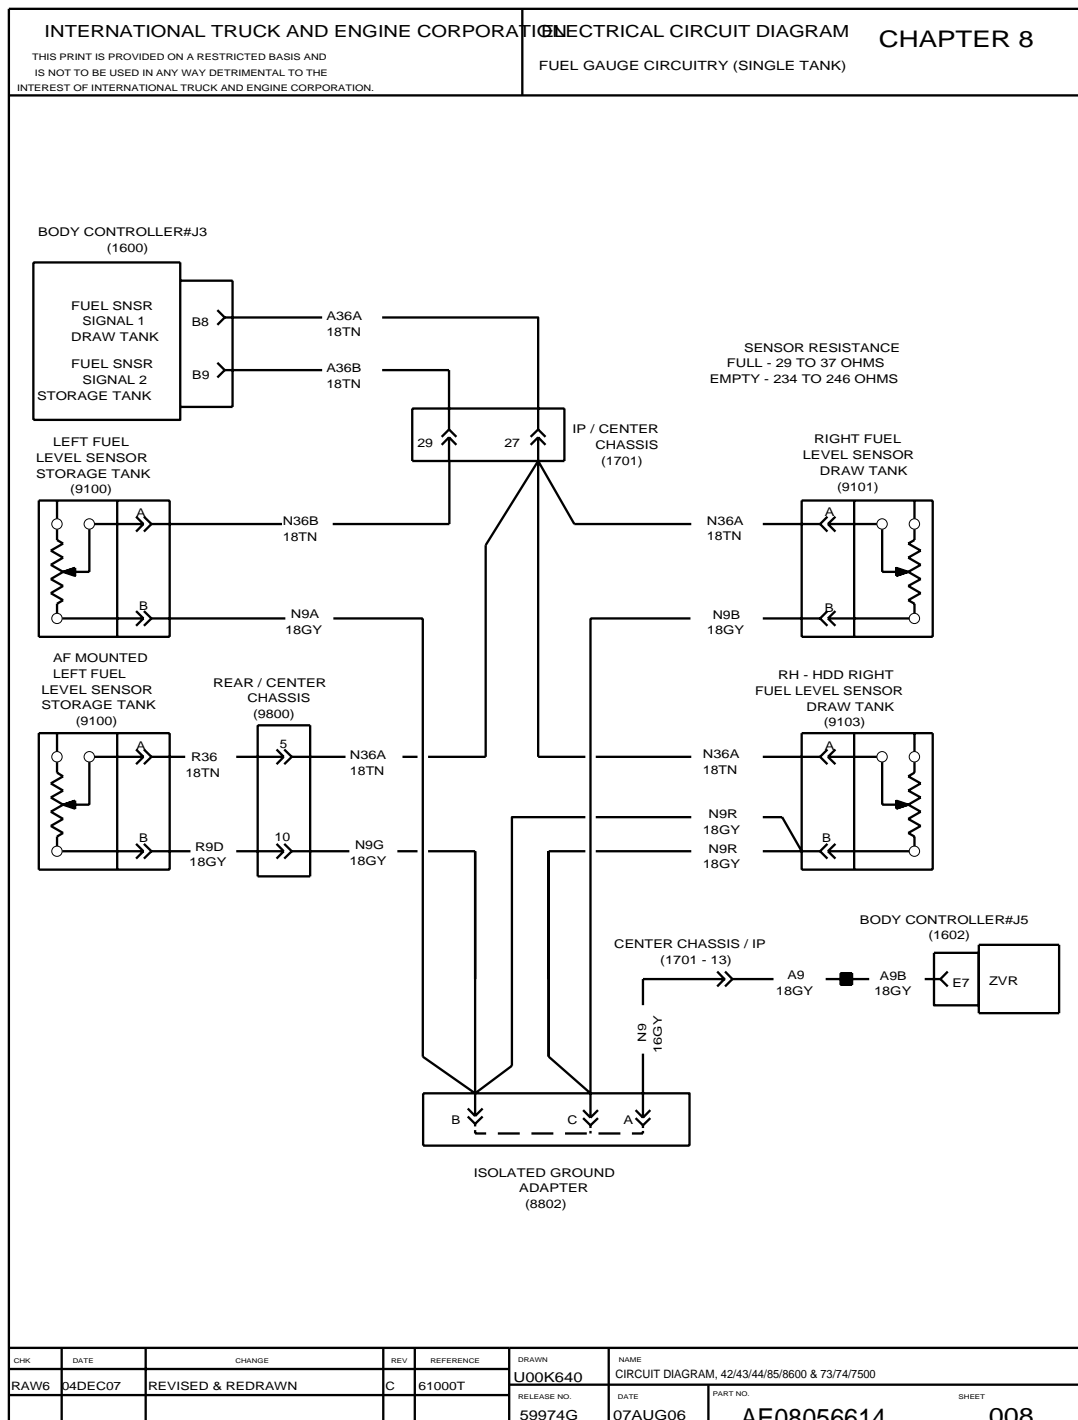 INTERNATIONAL TRUCK AND ENGINE CORPORATION
THIS PRINT IS PROVIDED ON A RESTRICTED BASIS AND
IS NOT TO BE USED IN ANY WAY DETRIMENTAL TO THE
INTEREST OF INTERNATIONAL TRUCK AND ENGINE CORPORATION.
ELECTRICAL CIRCUIT DIAGRAM
FUEL GAUGE CIRCUITRY (SINGLE TANK)
CHAPTER 8
BODY CONTROLLER#J3
(1600)
FUEL SNSR
SIGNAL 1
DRAW TANK
B8
A36A
18TN
FUEL SNSR
SIGNAL 2
STORAGE TANK
B9
A36B
18TN
SENSOR RESISTANCE
FULL - 29 TO 37 OHMS
EMPTY - 234 TO 246 OHMS
29
27
IP / CENTER
CHASSIS
(1701)
LEFT FUEL
LEVEL SENSOR
STORAGE TANK
(9100)
A
N36B
18TN
B
N9A
18GY
RIGHT FUEL
LEVEL SENSOR
DRAW TANK
(9101)
N36A
18TN
A
N9B
18GY
B
AF MOUNTED
LEFT FUEL
LEVEL SENSOR
STORAGE TANK
(9100)
A
R36
18TN
B
R9D
18GY
REAR / CENTER
CHASSIS
(9800)
5
N36A
18TN
10
N9G
18GY
RH - HDD RIGHT
FUEL LEVEL SENSOR
DRAW TANK
(9103)
N36A
18TN
A
N9R
18GY
N9R
18GY
B
BODY CONTROLLER#J5
(1602)
CENTER CHASSIS / IP
(1701 - 13)
A9
18GY
A9B
18GY
E7
ZVR
N9
16GY
B
C
A
ISOLATED GROUND
ADAPTER
(8802)
CHK DATE CHANGE REV REFERENCE
RAW6 04DEC07 REVISED & REDRAWN C 61000T
DRAWN
U00K640
NAME
CIRCUIT DIAGRAM, 42/43/44/85/8600 & 73/74/7500
RELEASE NO.
59974G
DATE
07AUG06
PART NO.
AE08056614
SHEET
008